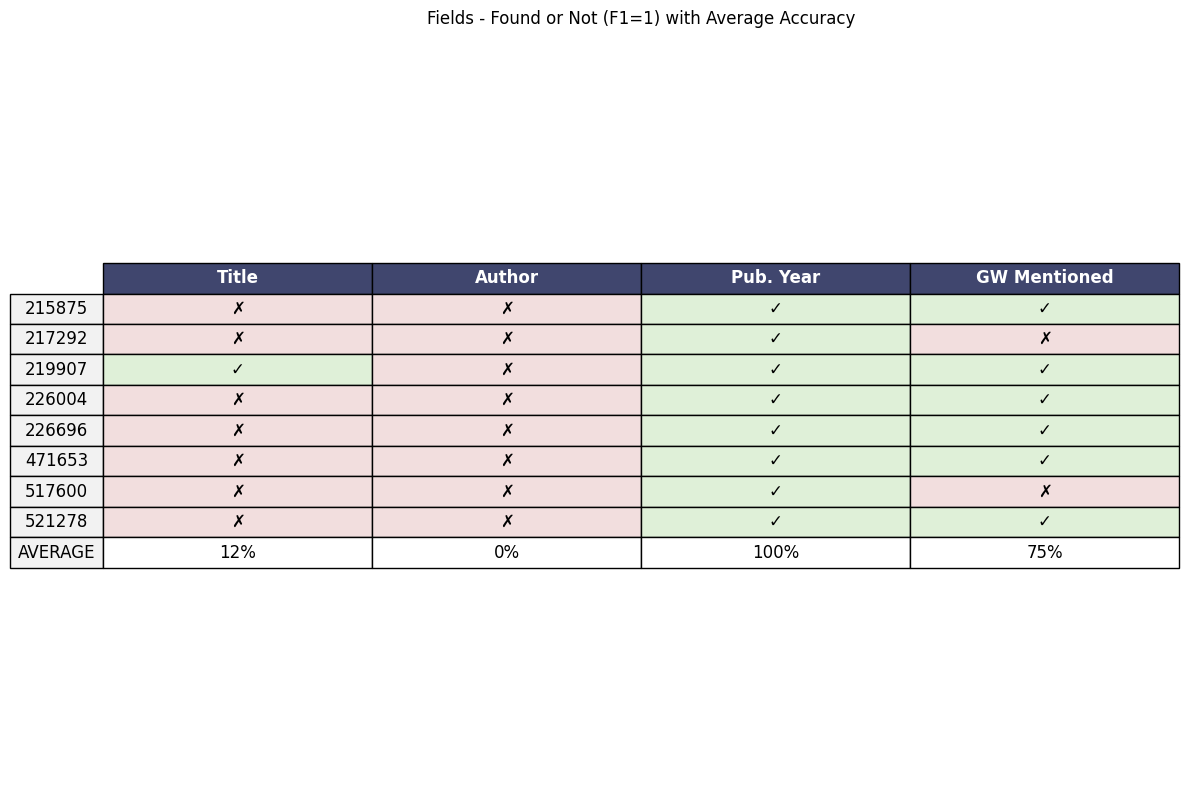 Fields - Found or Not (F1=1) with Average Accuracy
Title Author Pub. Year GW Mentioned
215875 ✗ ✗ ✓ ✓
217292 ✗ ✗ ✓ ✗
219907 ✓ ✗ ✓ ✓
226004 ✗ ✗ ✓ ✓
226696 ✗ ✗ ✓ ✓
471653 ✗ ✗ ✓ ✓
517600 ✗ ✗ ✓ ✗
521278 ✗ ✗ ✓ ✓
AVERAGE 12% 0% 100% 75%